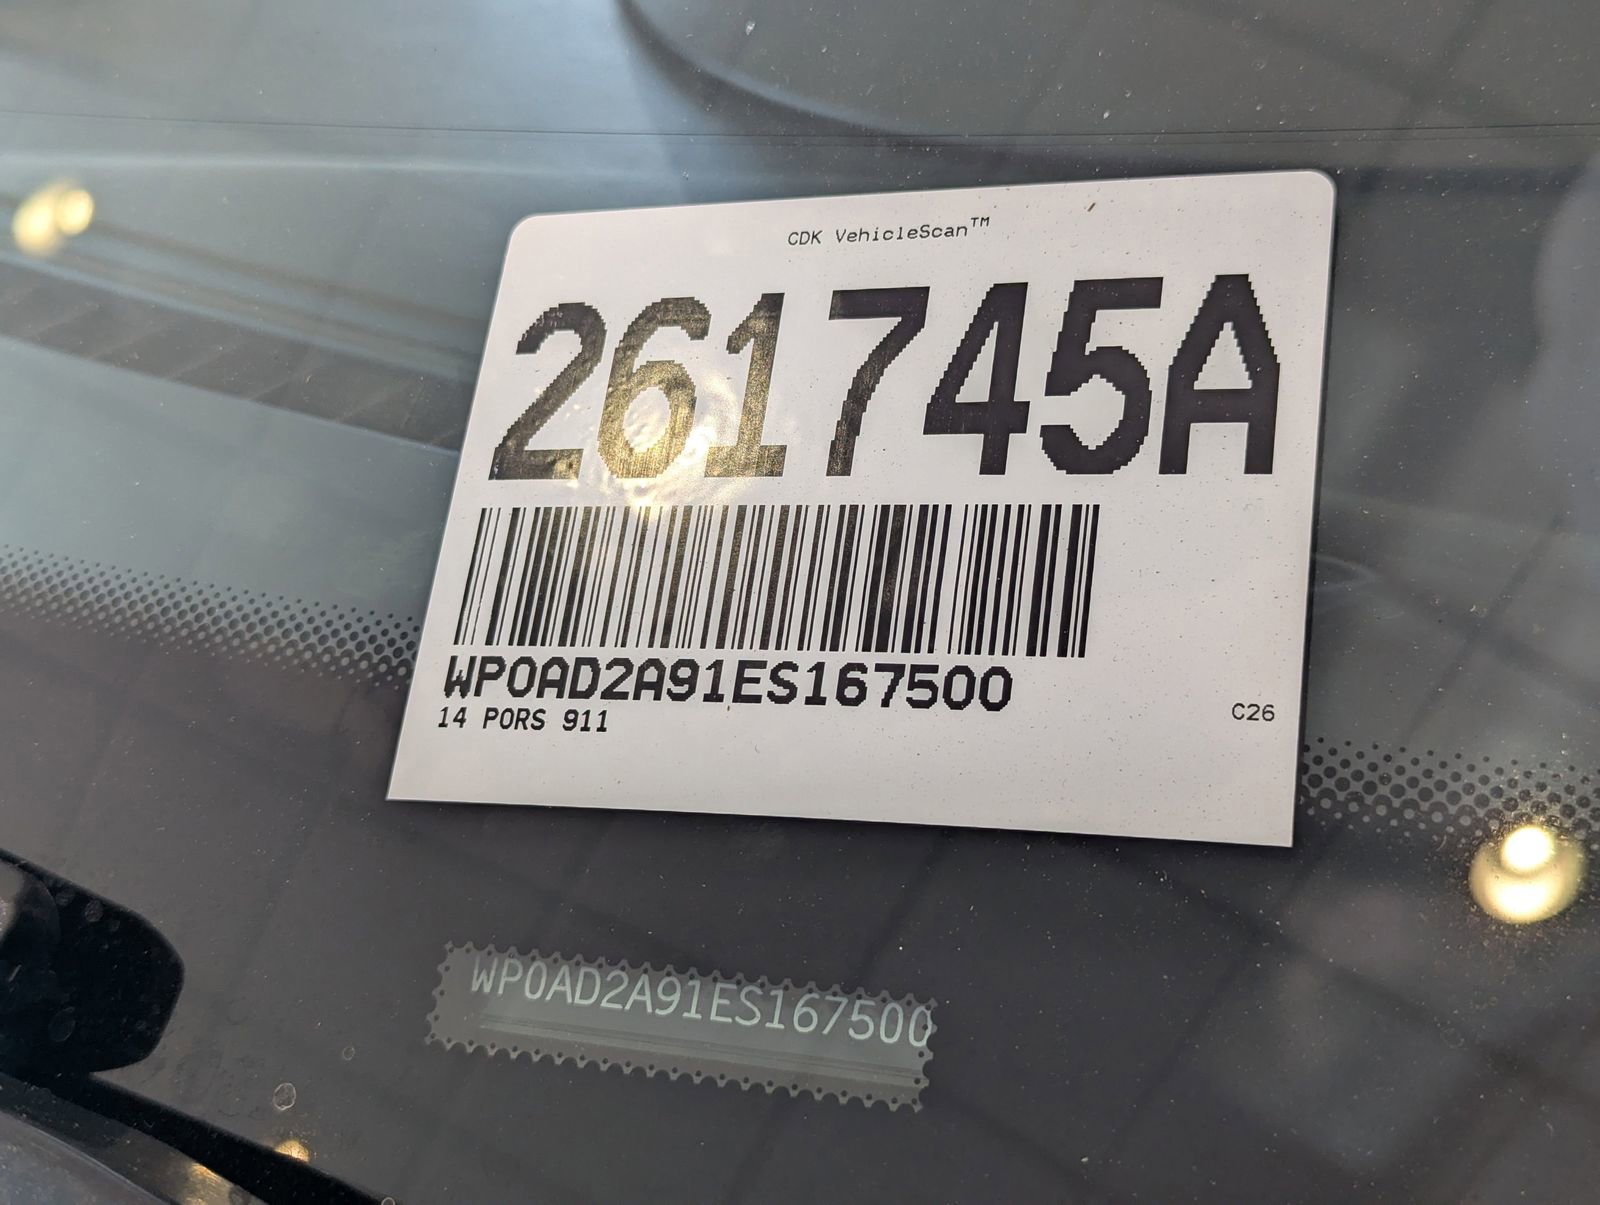 CDK VehicleScan™
261745A
WP0AD2A91ES167500
14 PORS 911
C26
WP0AD2A91ES167500